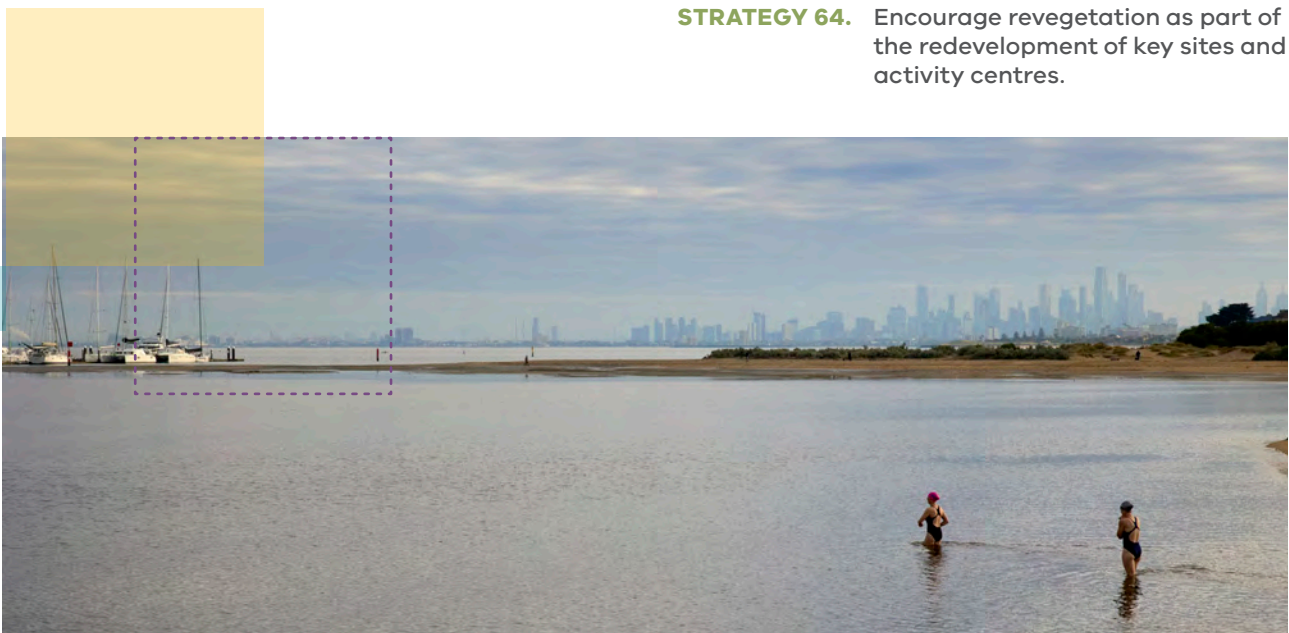 STRATEGY 64. Encourage revegetation as part of
the redevelopment of key sites and
activity centres.